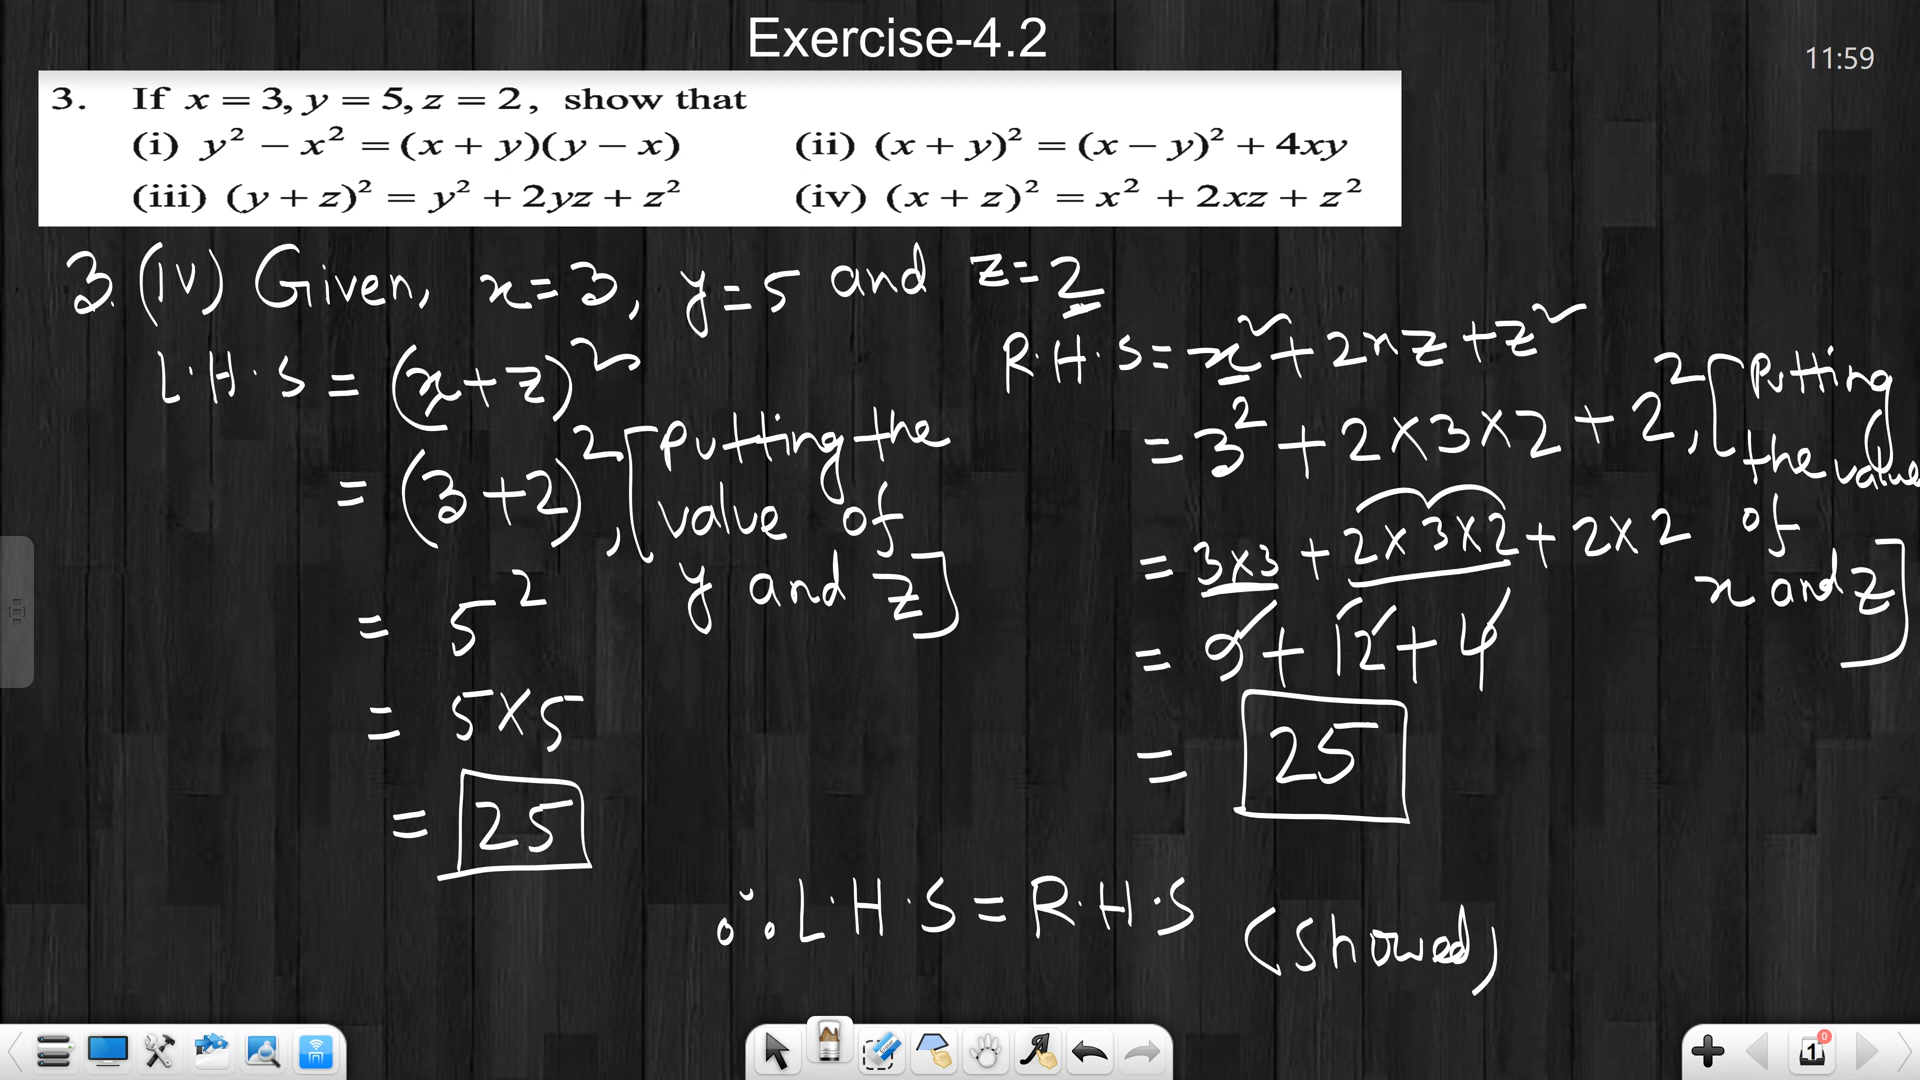 Exercise-4.2
11:59
3. If x = 3, y = 5, z = 2, show that
(i) y² − x² = (x + y)(y − x) (ii) (x + y)² = (x − y)² + 4xy
(iii) (y + z)² = y² + 2yz + z² (iv) (x + z)² = x² + 2xz + z²
3. (iv) Given, x = 3, y = 5 and z = 2
L.H.S = (x+z)²
= (3+2)², [Putting the
value of
y and z]
= 5²
= 5×5
= 25
R.H.S = x² + 2xz + z²
= 3² + 2×3×2 + 2², [Putting
the value
of
x and z]
= 3×3 + 2×3×2 + 2×2
= 9 + 12 + 4
= 25
∴ L.H.S = R.H.S (Showed)
1
0